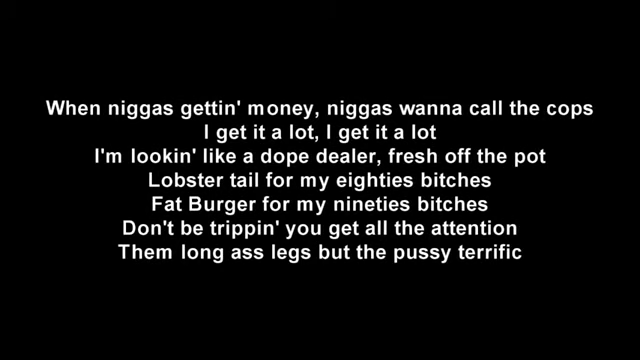 When niggas gettin' money, niggas wanna call the cops
I get it a lot, I get it a lot
I'm lookin' like a dope dealer, fresh off the pot
Lobster tail for my eighties bitches
Fat Burger for my nineties bitches
Don't be trippin' you get all the attention
Them long ass legs but the pussy terrific